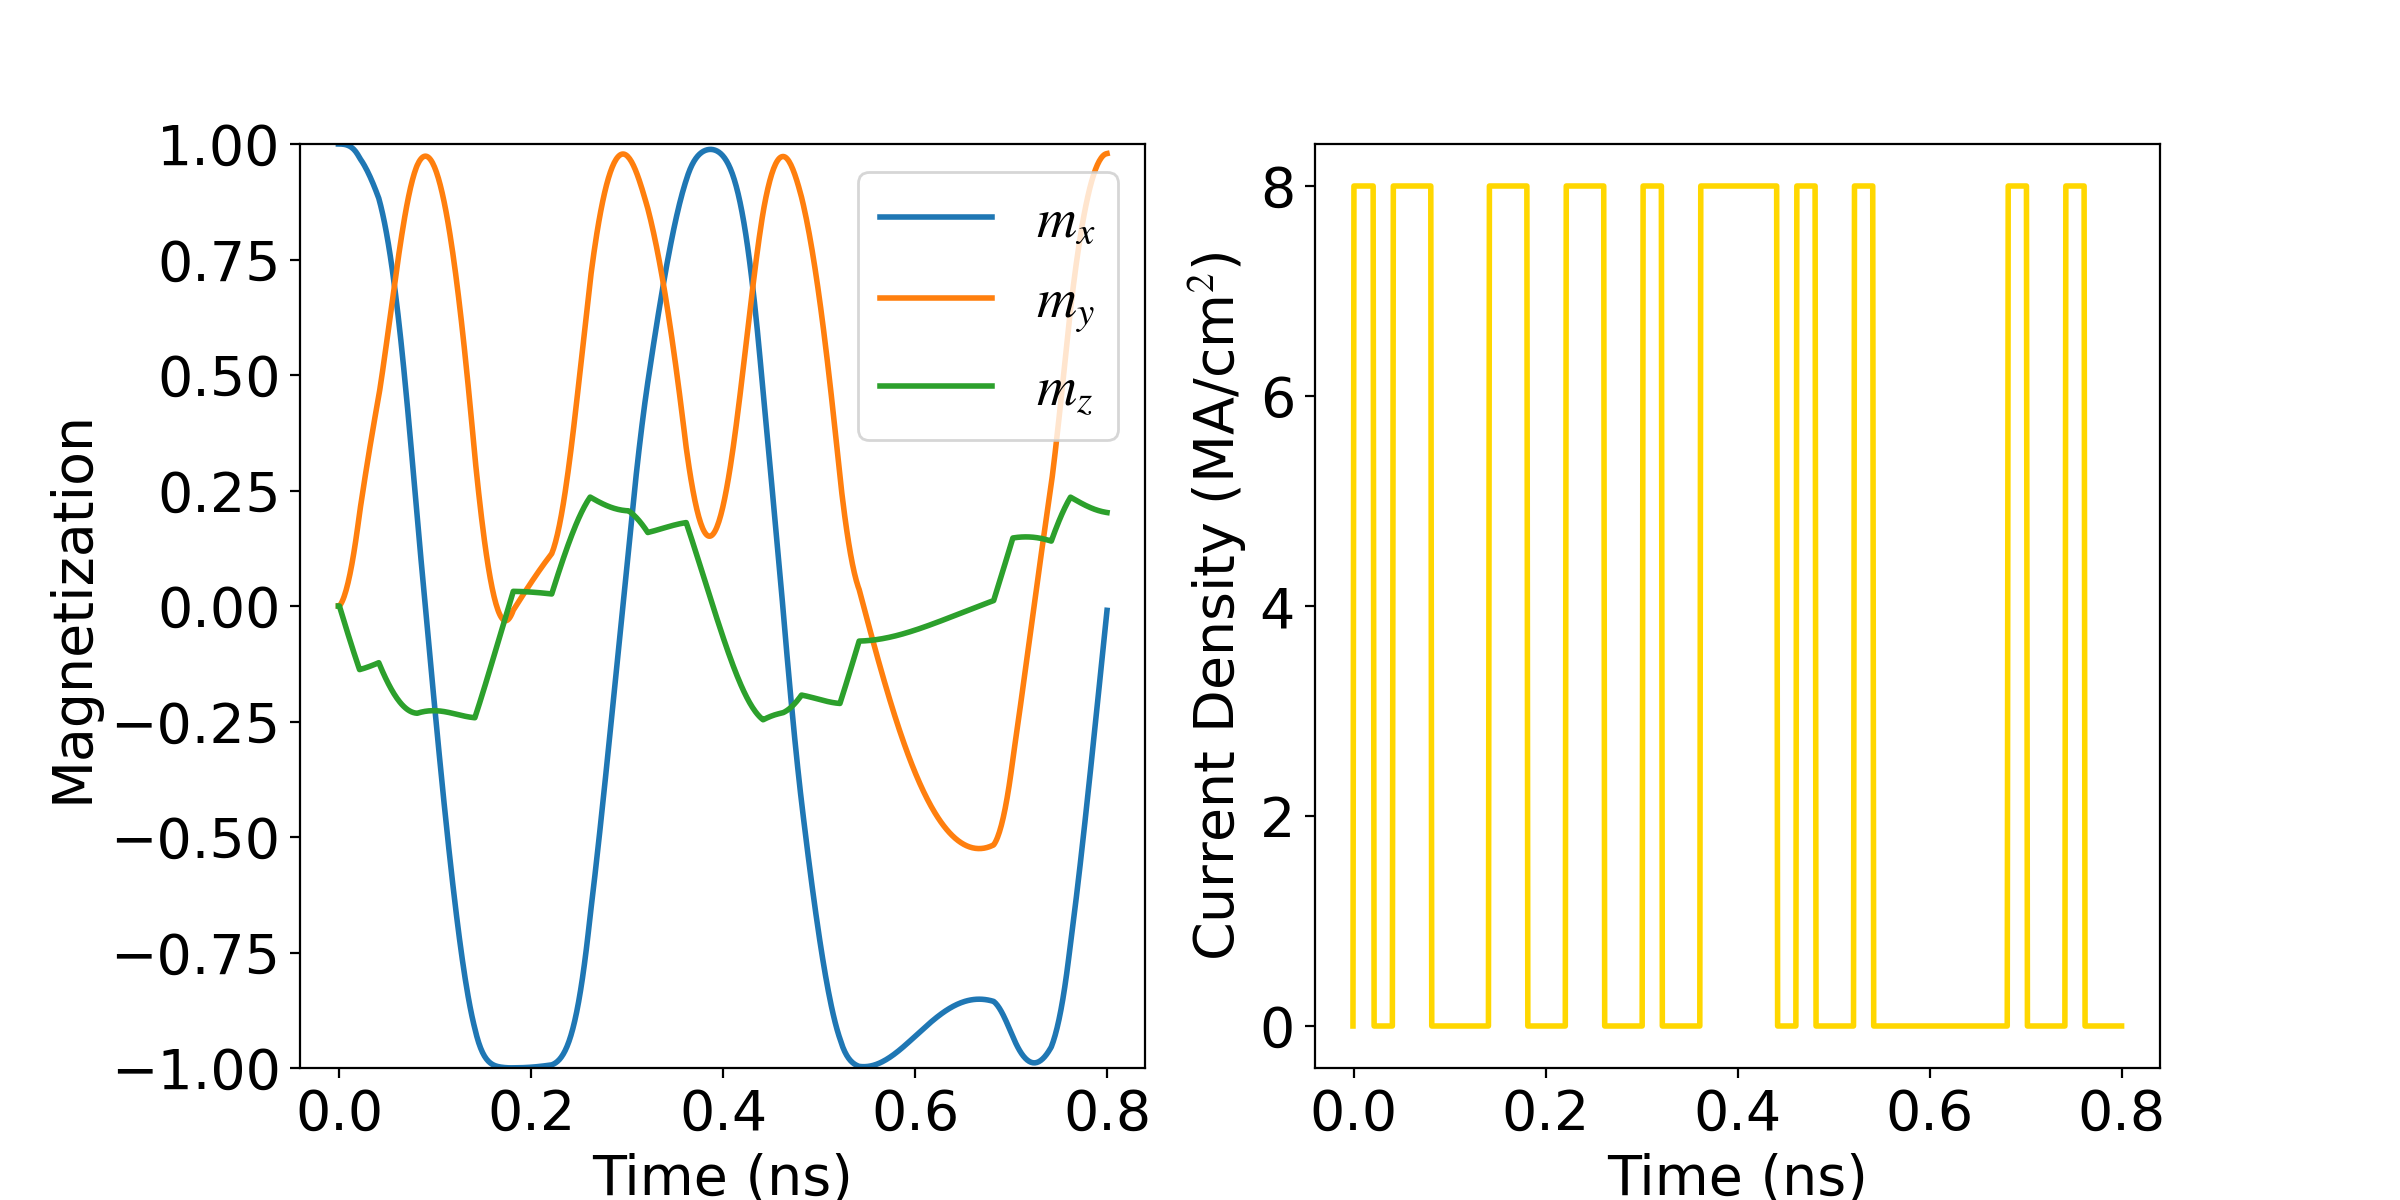 Magnetization
1.00
0.75
0.50
0.25
0.00
−0.25
−0.50
−0.75
−1.00
0.0 0.2 0.4 0.6 0.8
Time (ns)
m_x
m_y
m_z
Current Density (MA/cm²)
8
6
4
2
0
0.0 0.2 0.4 0.6 0.8
Time (ns)